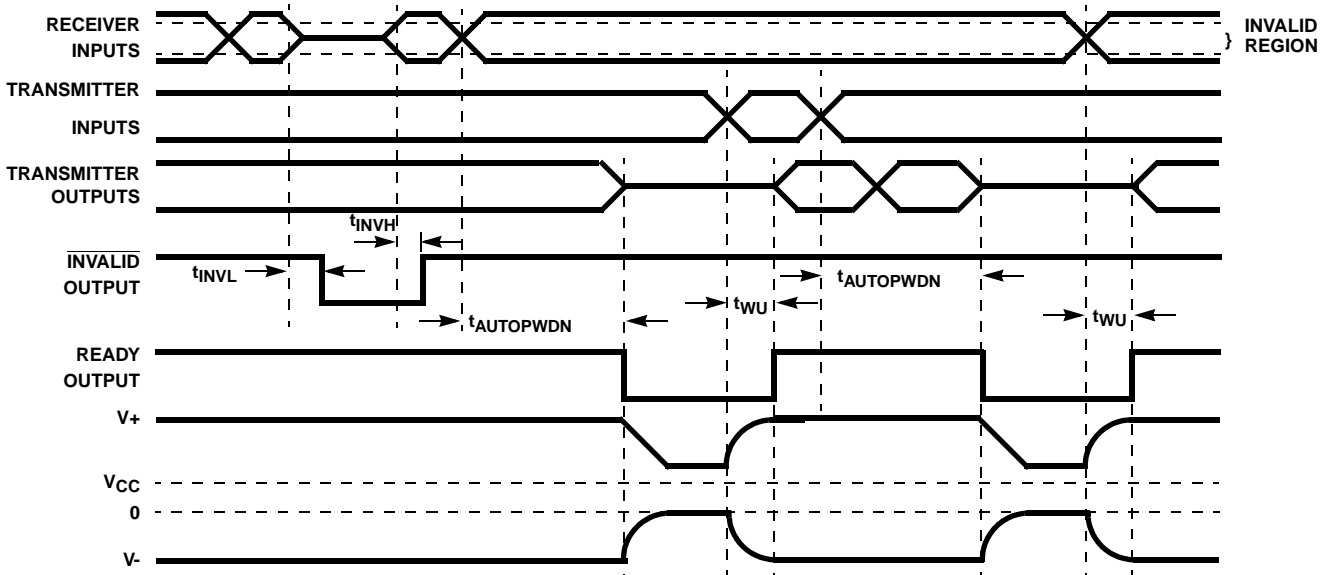 RECEIVER
INPUTS
} INVALID
REGION
TRANSMITTER
INPUTS
TRANSMITTER
OUTPUTS
tINVH
INVALID
OUTPUT
tINVL
tAUTOPWDN
tWU
tAUTOPWDN
tWU
READY
OUTPUT
V+
VCC
0
V-